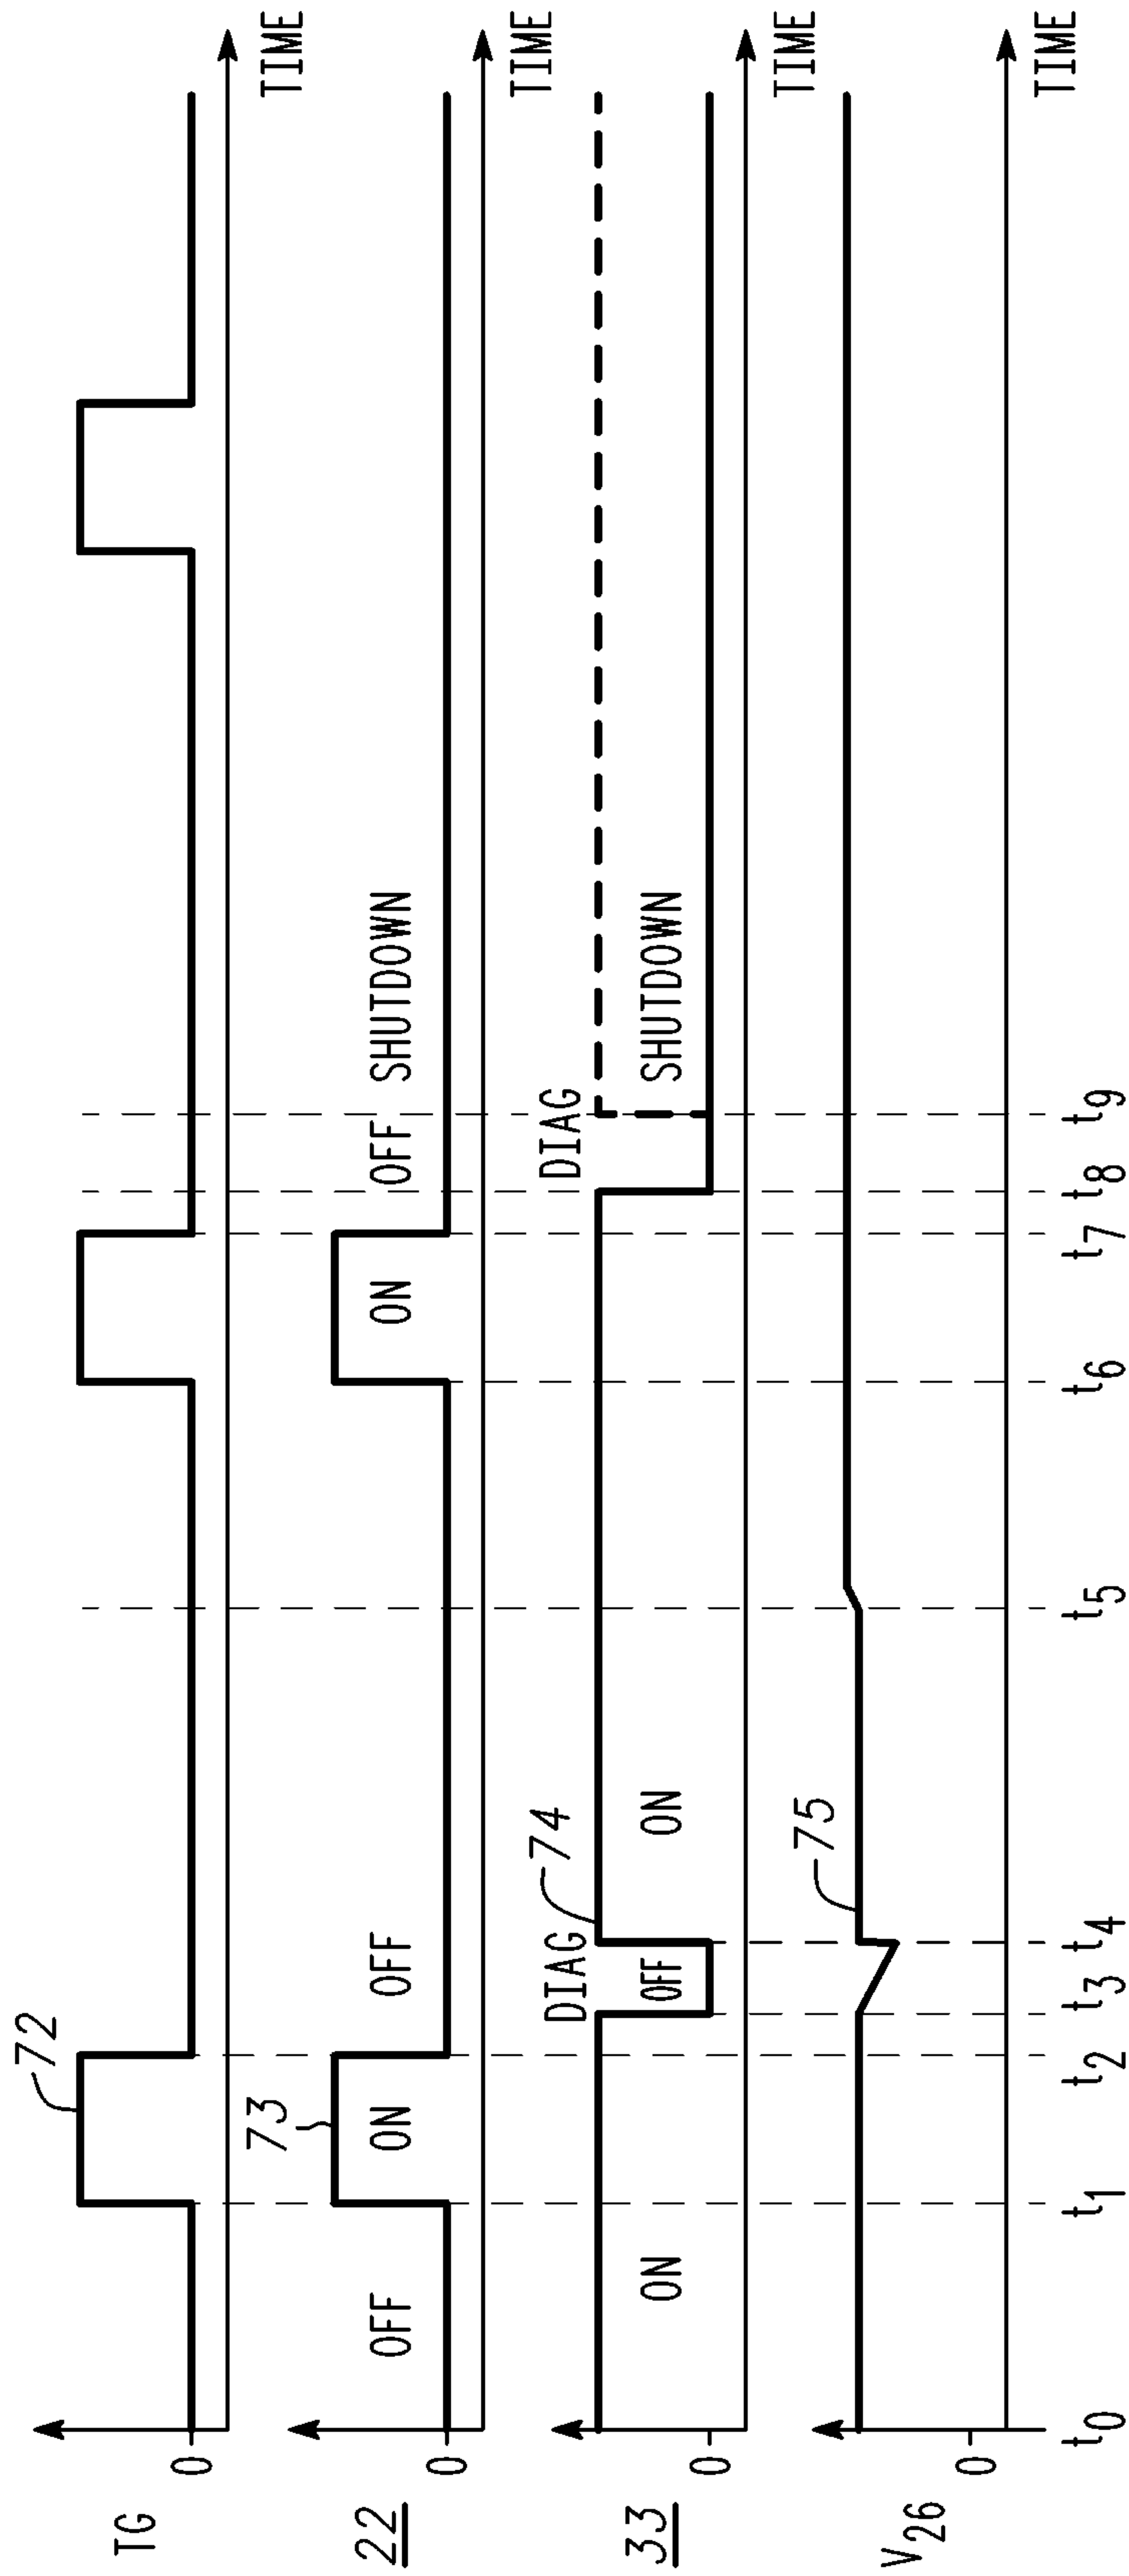 TG
0
72
TIME
22
0
OFF
73
ON
OFF
ON
OFF
SHUTDOWN
TIME
33
0
ON
DIAG
OFF
74
ON
DIAG
SHUTDOWN
TIME
V26
0
75
TIME
t0
t1
t2
t3
t4
t5
t6
t7
t8
t9